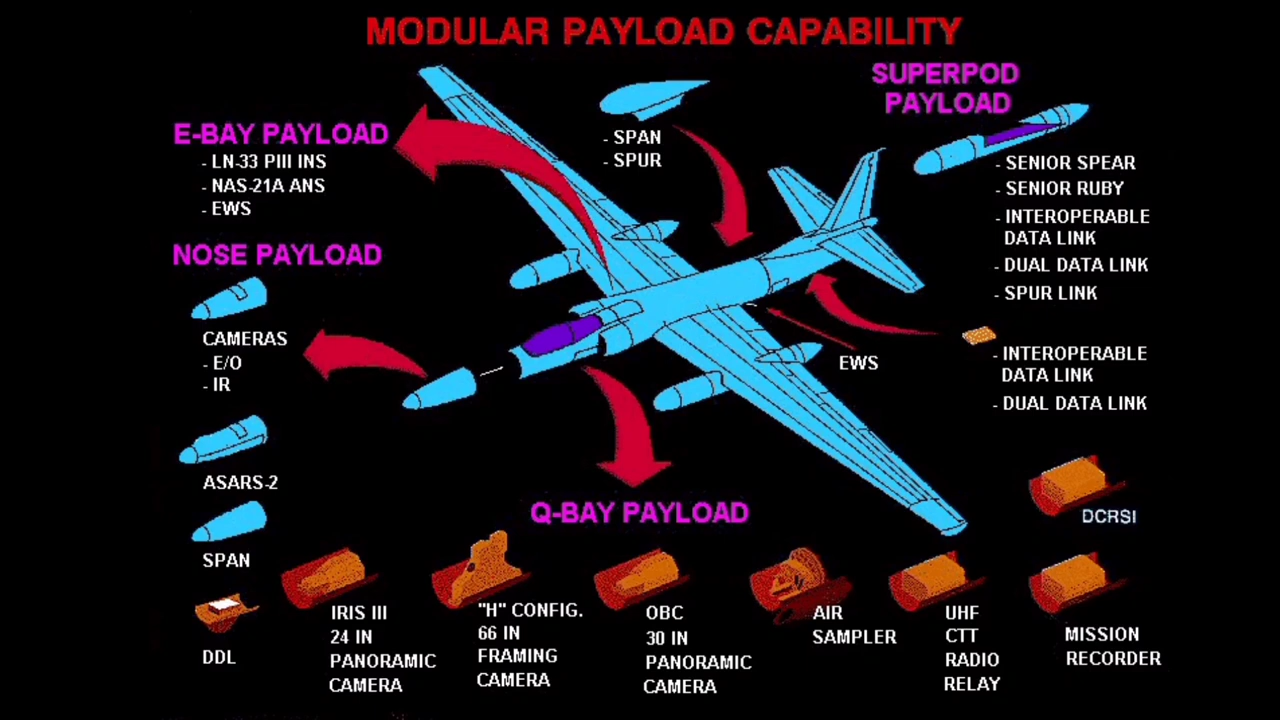 MODULAR PAYLOAD CAPABILITY
SUPERPOD
PAYLOAD
E-BAY PAYLOAD
- LN-33 PIII INS
- NAS-21A ANS
- EWS
- SPAN
- SPUR
- SENIOR SPEAR
- SENIOR RUBY
- INTEROPERABLE
DATA LINK
- DUAL DATA LINK
- SPUR LINK
NOSE PAYLOAD
CAMERAS
- E/O
- IR
ASARS-2
SPAN
DDL
EWS
- INTEROPERABLE
DATA LINK
- DUAL DATA LINK
Q-BAY PAYLOAD
DCRSI
IRIS III
24 IN
PANORAMIC
CAMERA
"H" CONFIG.
66 IN
FRAMING
CAMERA
OBC
30 IN
PANORAMIC
CAMERA
AIR
SAMPLER
UHF
CTT
RADIO
RELAY
MISSION
RECORDER